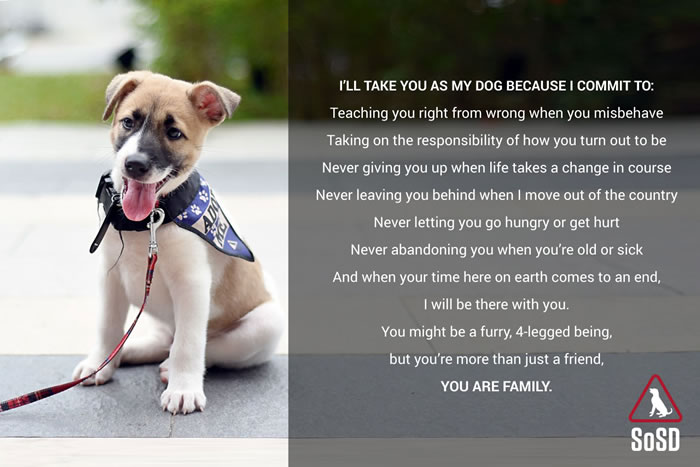 I'LL TAKE YOU AS MY DOG BECAUSE I COMMIT TO:
Teaching you right from wrong when you misbehave
Taking on the responsibility of how you turn out to be
Never giving you up when life takes a change in course
Never leaving you behind when I move out of the country
Never letting you go hungry or get hurt
Never abandoning you when you're old or sick
And when your time here on earth comes to an end,
I will be there with you.
You might be a furry, 4-legged being,
but you're more than just a friend,
YOU ARE FAMILY.
SoSD
ADOPT